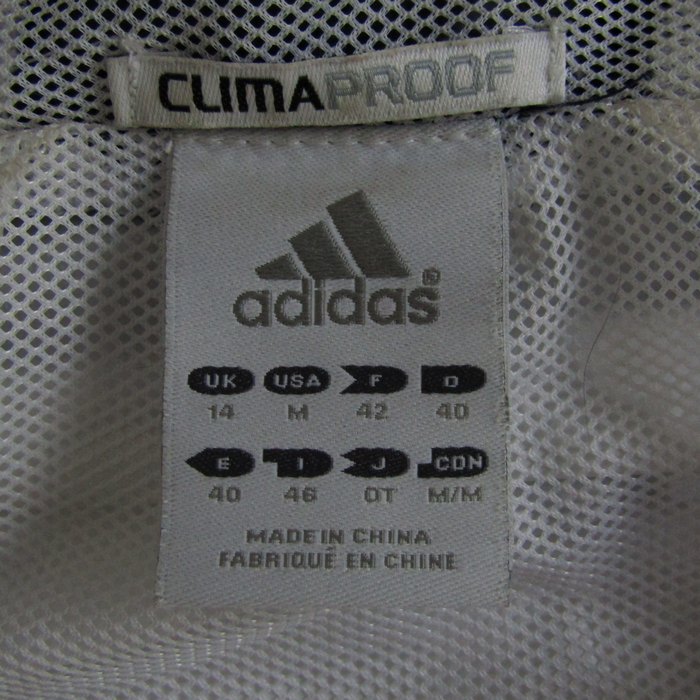 CLIMAPROOF
adidas®
UK USA F D
14 M 42 40
E I J CDN
40 46 OT M/M
MADE IN CHINA
FABRIQUÉ EN CHINE